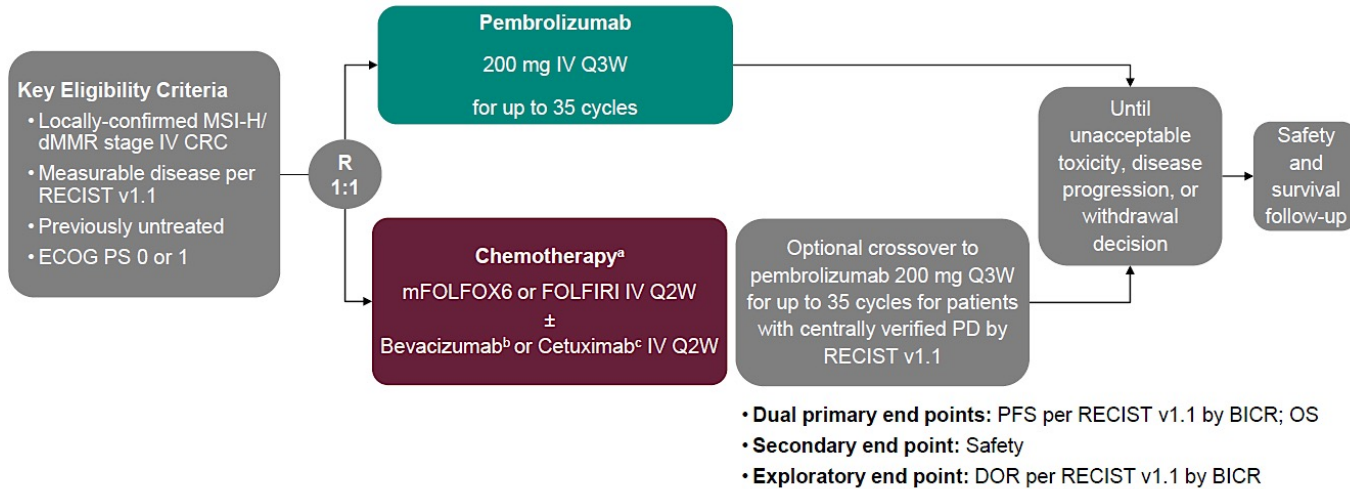 Key Eligibility Criteria
• Locally-confirmed MSI-H/
dMMR stage IV CRC
• Measurable disease per
RECIST v1.1
• Previously untreated
• ECOG PS 0 or 1
R
1:1
Pembrolizumab
200 mg IV Q3W
for up to 35 cycles
Chemotherapyᵃ
mFOLFOX6 or FOLFIRI IV Q2W
±
Bevacizumabᵇ or Cetuximabᶜ IV Q2W
Optional crossover to
pembrolizumab 200 mg Q3W
for up to 35 cycles for patients
with centrally verified PD by
RECIST v1.1
Until
unacceptable
toxicity, disease
progression, or
withdrawal
decision
Safety
and
survival
follow-up
• Dual primary end points: PFS per RECIST v1.1 by BICR; OS
• Secondary end point: Safety
• Exploratory end point: DOR per RECIST v1.1 by BICR